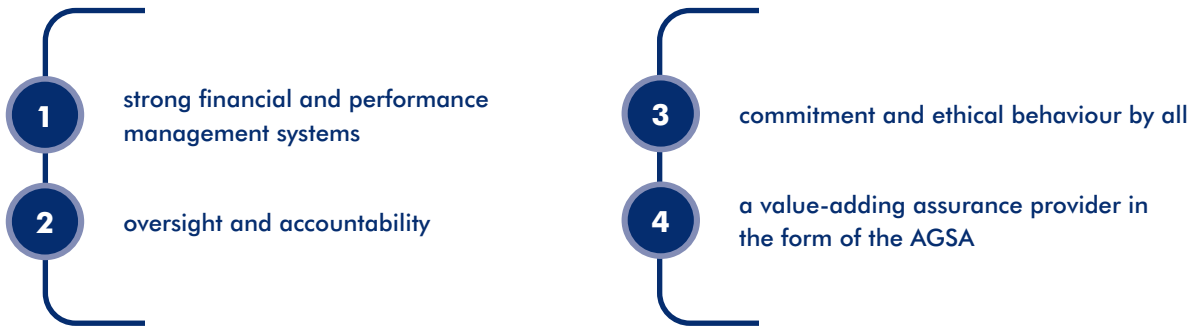 1
strong financial and performance
management systems
2
oversight and accountability
3
commitment and ethical behaviour by all
4
a value-adding assurance provider in
the form of the AGSA